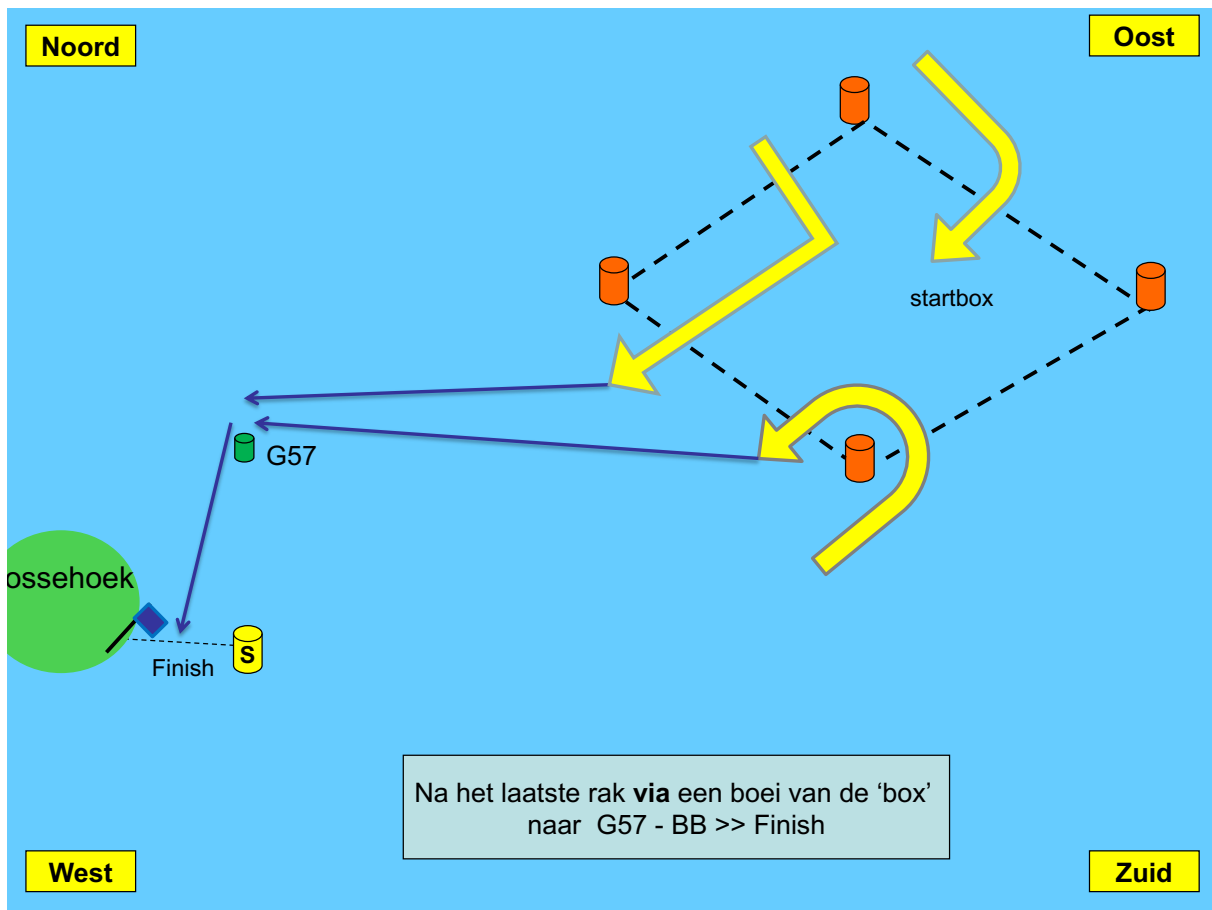 Noord
Oost
startbox
G57
ossehoek
S
Finish
Na het laatste rak via een boei van de ‘box’
naar G57 - BB >> Finish
West
Zuid